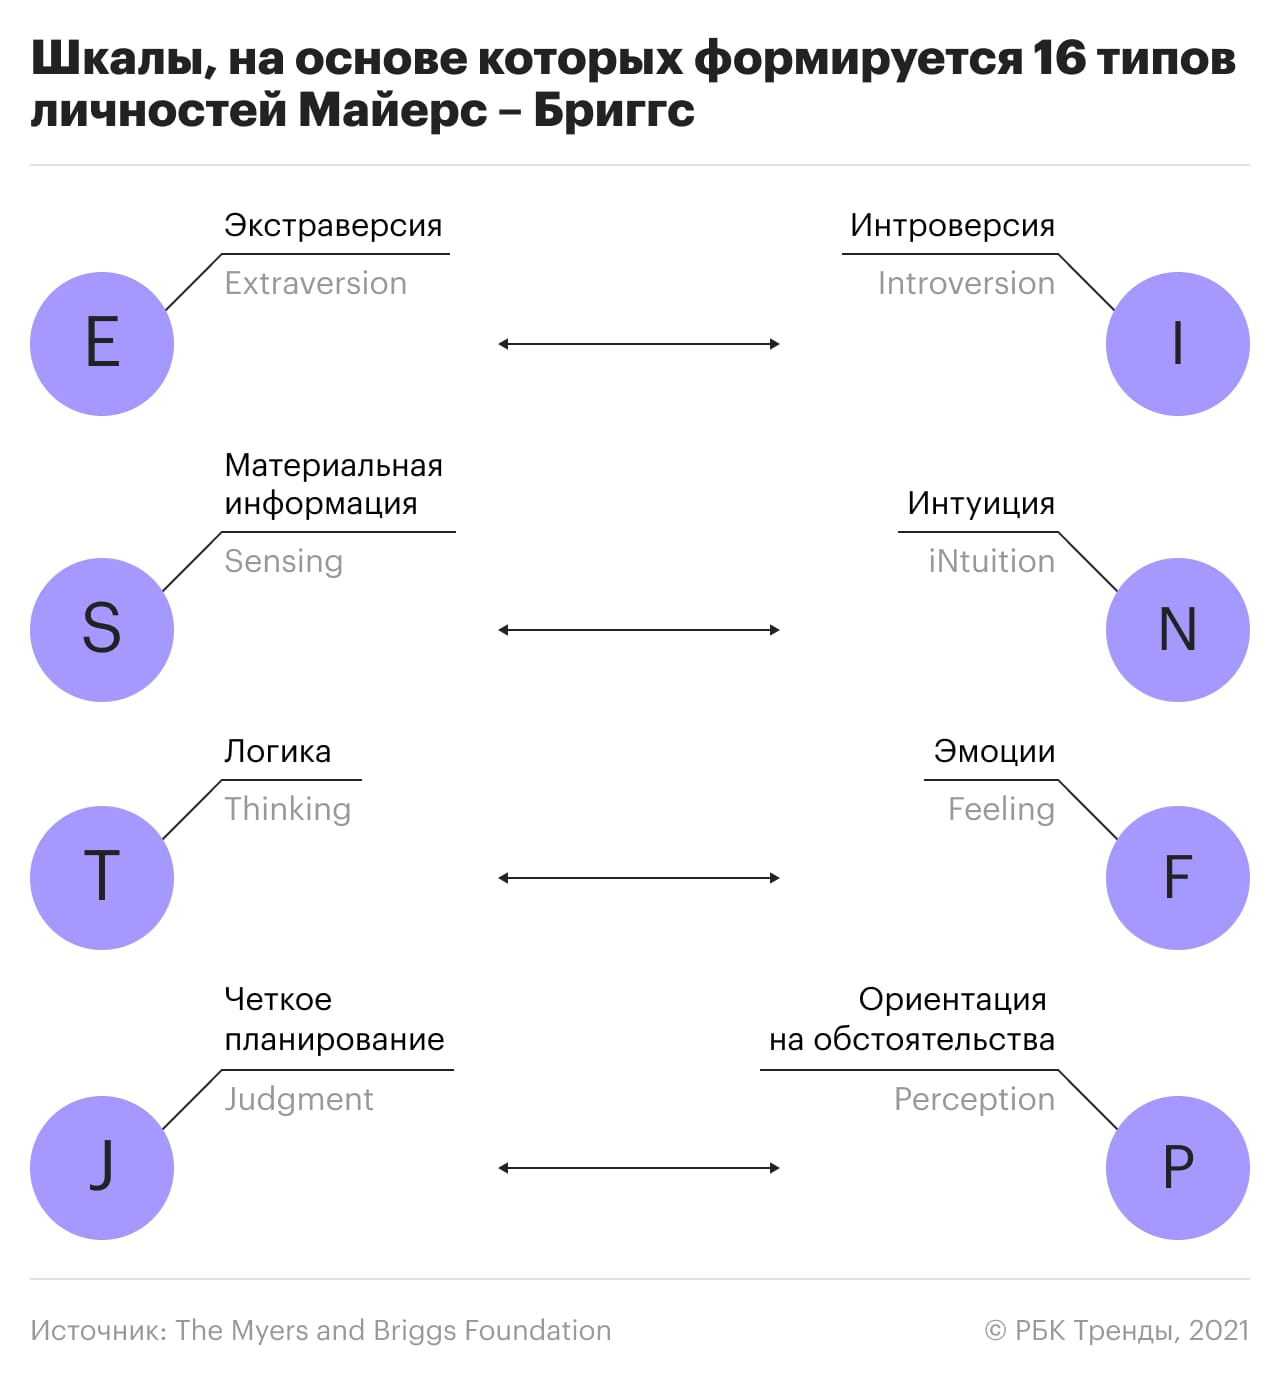 Шкалы, на основе которых формируется 16 типов
личностей Майерс – Бриггс
Экстраверсия
Extraversion
E
Интроверсия
Introversion
I
Материальная
информация
Sensing
S
Интуиция
iNtuition
N
Логика
Thinking
T
Эмоции
Feeling
F
Четкое
планирование
Judgment
J
Ориентация
на обстоятельства
Perception
P
Источник: The Myers and Briggs Foundation
© РБК Тренды, 2021